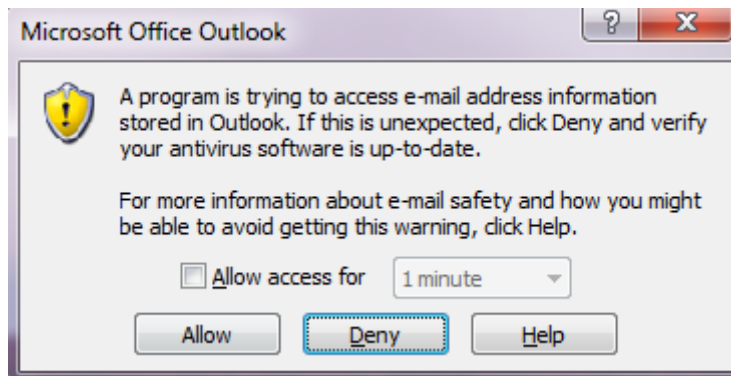 Microsoft Office Outlook
A program is trying to access e-mail address information
stored in Outlook. If this is unexpected, click Deny and verify
your antivirus software is up-to-date.
For more information about e-mail safety and how you might
be able to avoid getting this warning, click Help.
Allow access for 1 minute
Allow Deny Help